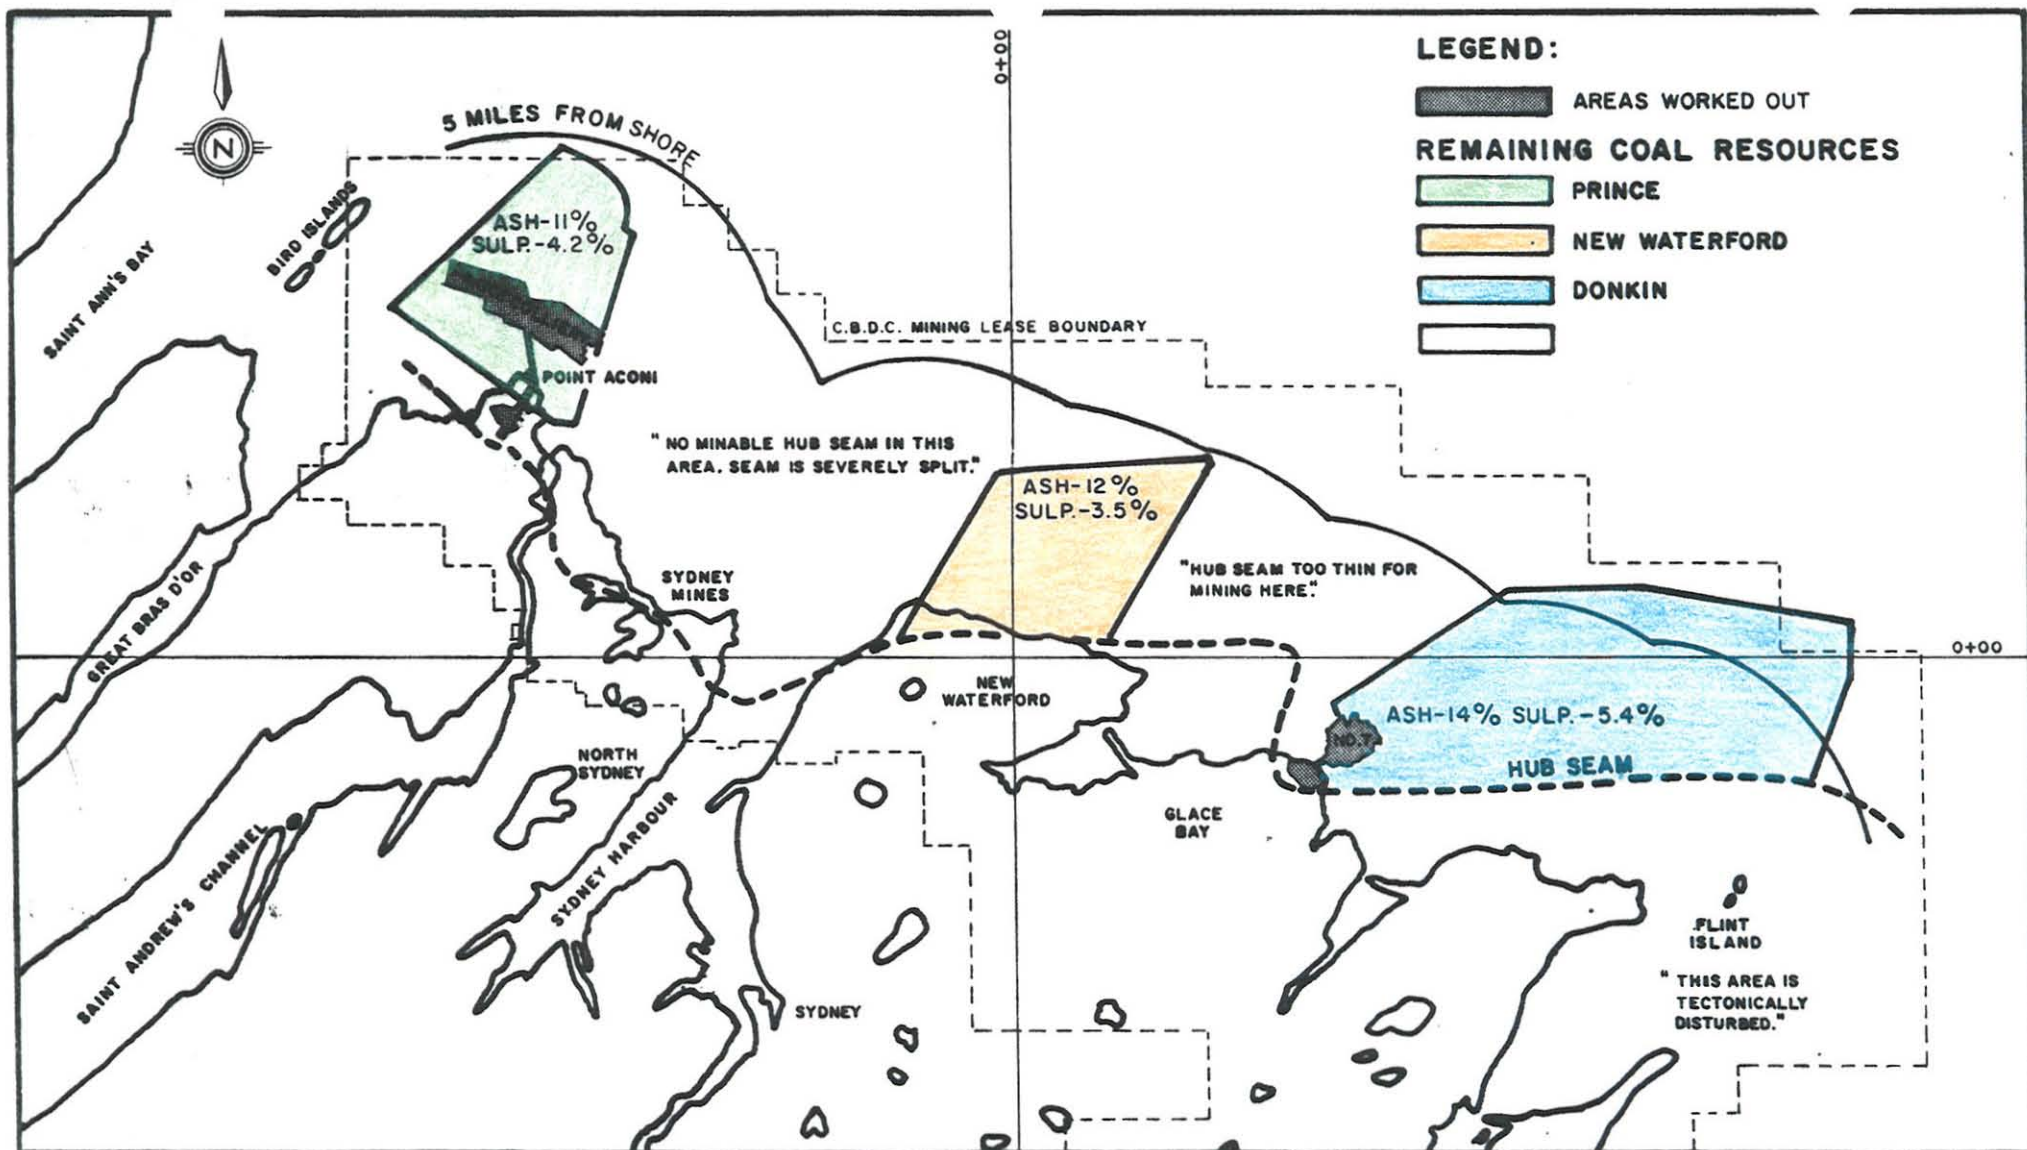 0+00
LEGEND:
AREAS WORKED OUT
REMAINING COAL RESOURCES
PRINCE
NEW WATERFORD
DONKIN
N
5 MILES FROM SHORE
BIRD ISLANDS
ASH-11%
SULP.-4.2%
SAINT ANN'S BAY
C.B.D.C. MINING LEASE BOUNDARY
POINT ACONI
"NO MINABLE HUB SEAM IN THIS
AREA. SEAM IS SEVERELY SPLIT."
ASH-12%
SULP.-3.5%
"HUB SEAM TOO THIN FOR
MINING HERE."
SYDNEY
MINES
GREAT BRAS D'OR
0+00
NEW
WATERFORD
ASH-14% SULP.-5.4%
NO. 7
HUB SEAM
NORTH
SYDNEY
GLACE
BAY
SYDNEY HARBOUR
SAINT ANDREW'S CHANNEL
FLINT
ISLAND
SYDNEY
"THIS AREA IS
TECTONICALLY
DISTURBED."